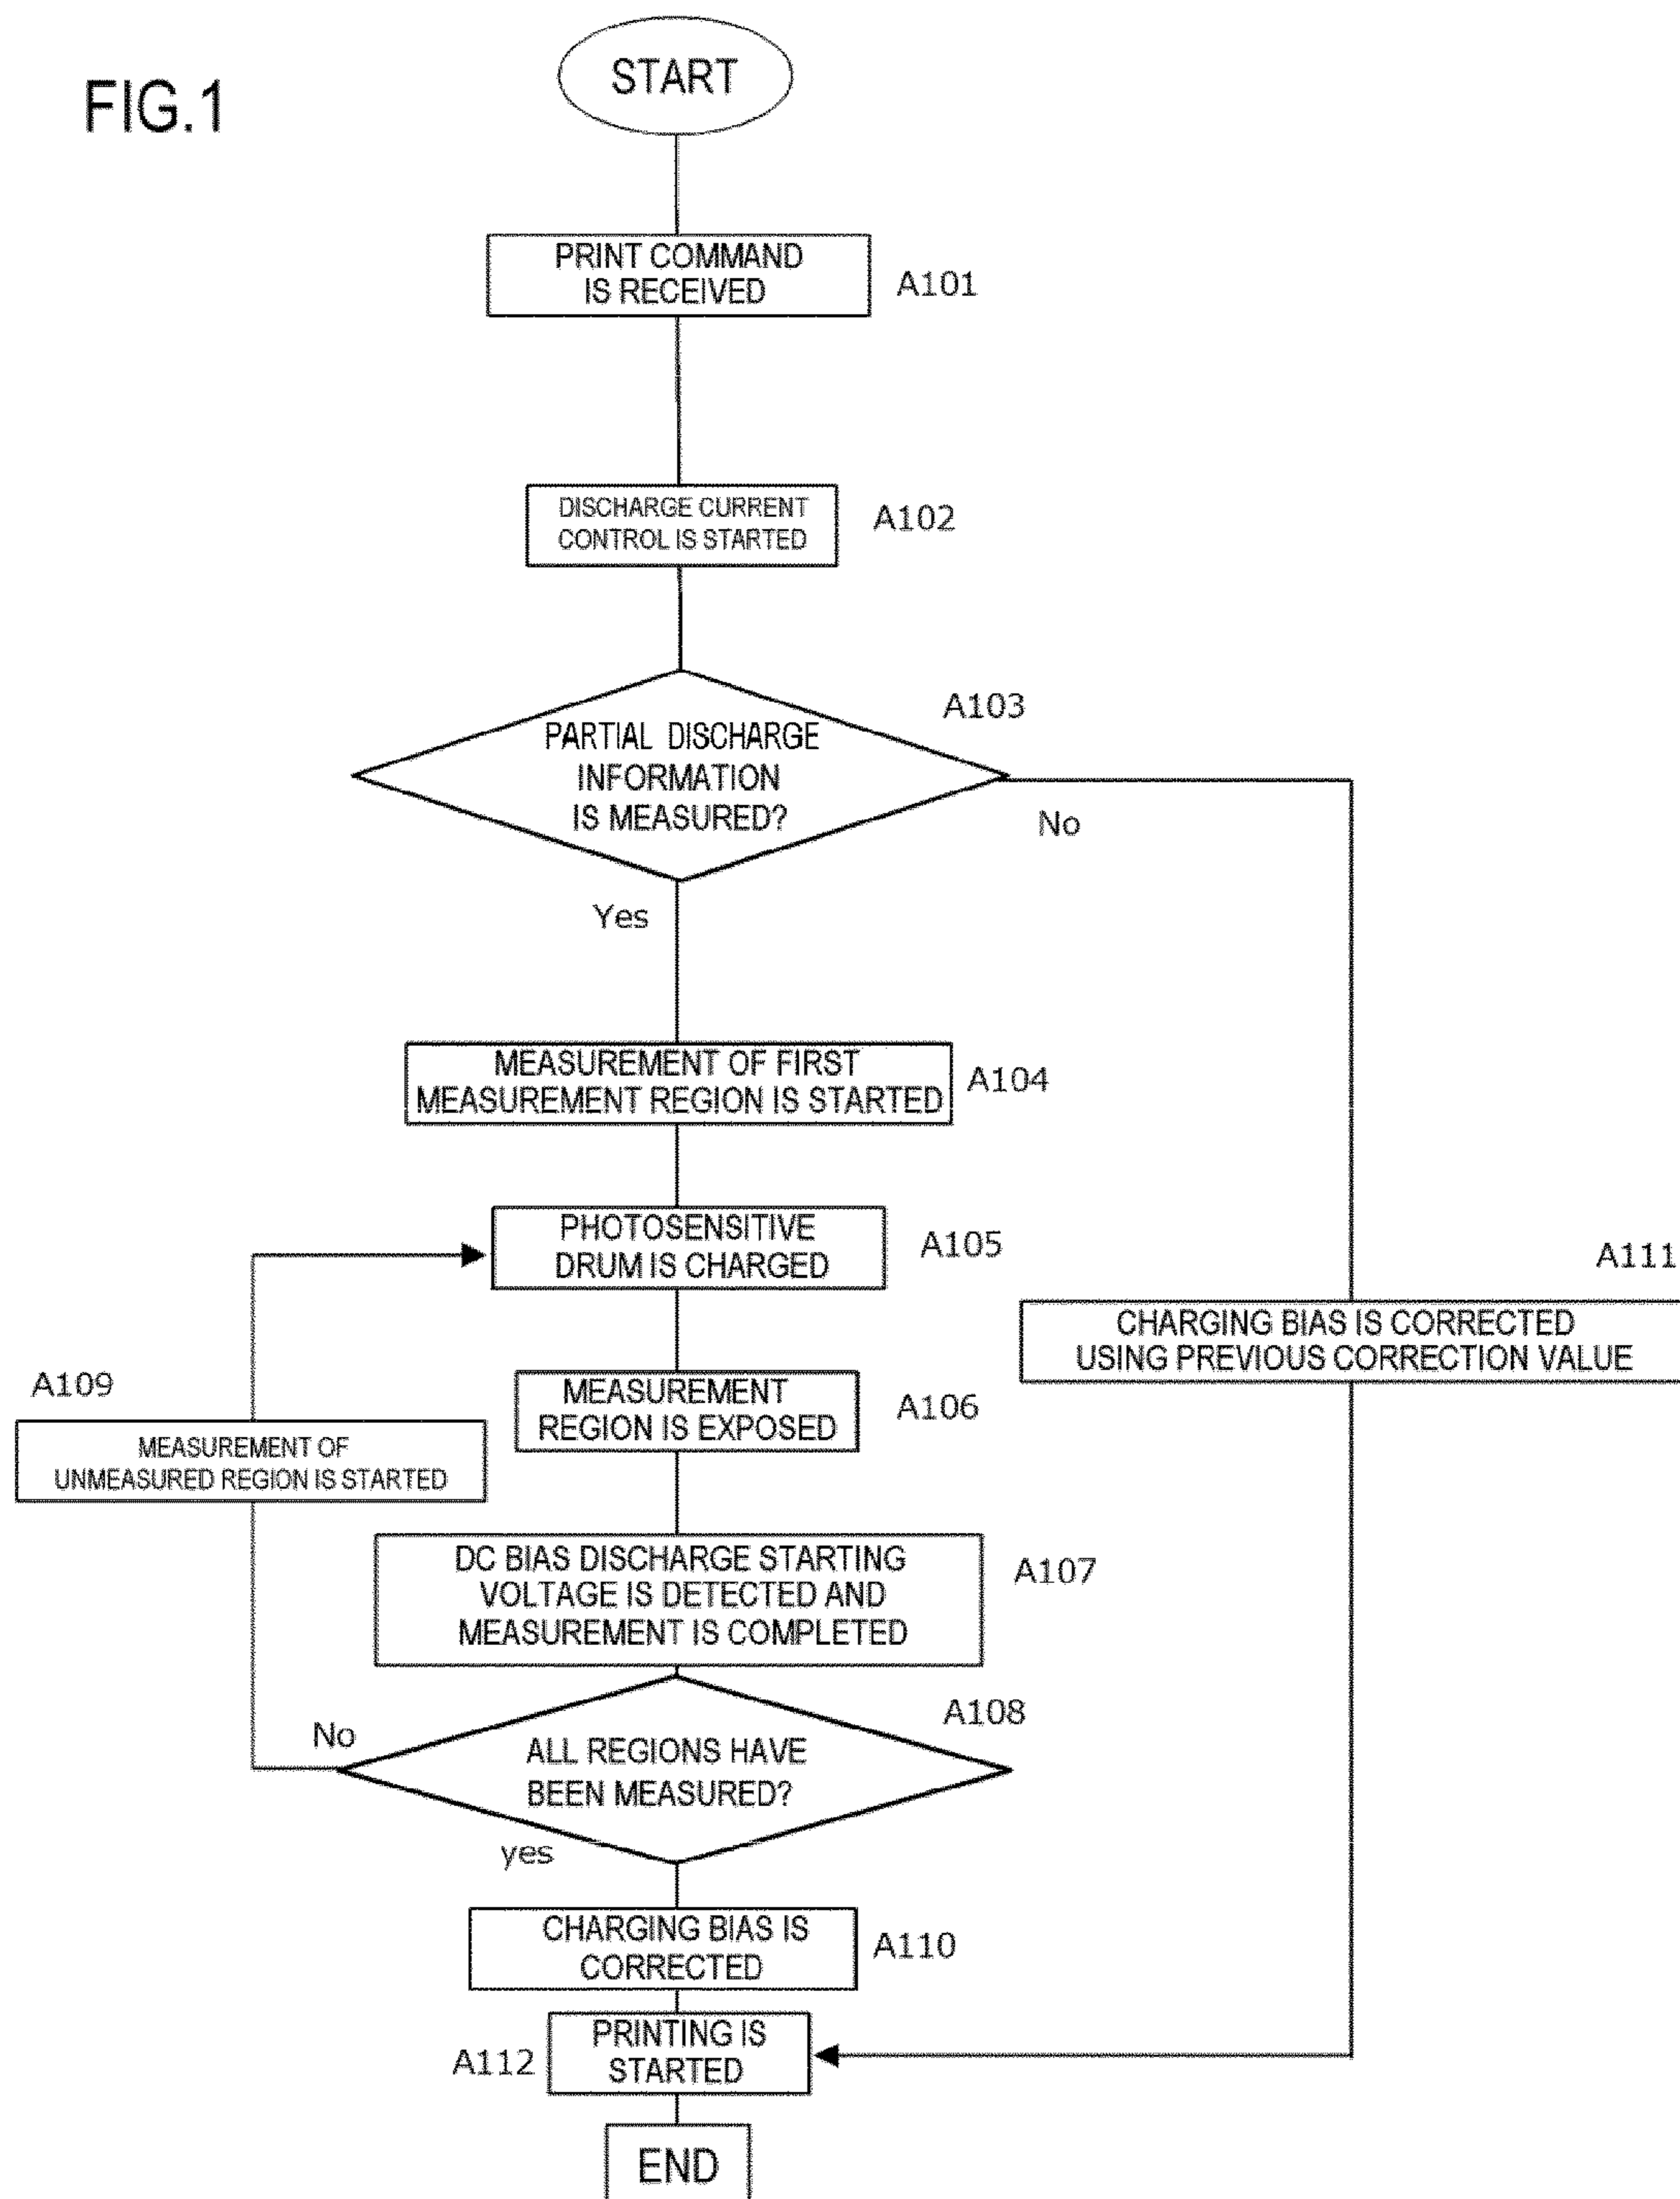 FIG.1
START
PRINT COMMAND
IS RECEIVED
A101
DISCHARGE CURRENT
CONTROL IS STARTED
A102
A103
PARTIAL DISCHARGE
INFORMATION
IS MEASURED?
No
Yes
MEASUREMENT OF FIRST
MEASUREMENT REGION IS STARTED
A104
PHOTOSENSITIVE
DRUM IS CHARGED
A105
A111
CHARGING BIAS IS CORRECTED
USING PREVIOUS CORRECTION VALUE
A109
MEASUREMENT OF
UNMEASURED REGION IS STARTED
MEASUREMENT
REGION IS EXPOSED
A106
DC BIAS DISCHARGE STARTING
VOLTAGE IS DETECTED AND
MEASUREMENT IS COMPLETED
A107
A108
No
ALL REGIONS HAVE
BEEN MEASURED?
yes
CHARGING BIAS IS
CORRECTED
A110
PRINTING IS
STARTED
A112
END